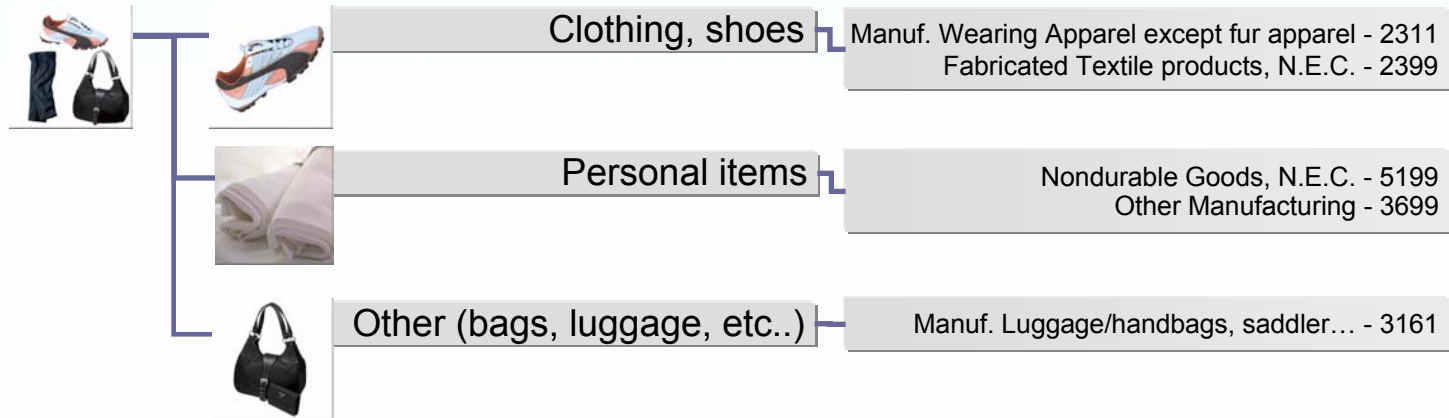 Clothing, shoes
Manuf. Wearing Apparel except fur apparel - 2311
Fabricated Textile products, N.E.C. - 2399
Personal items
Nondurable Goods, N.E.C. - 5199
Other Manufacturing - 3699
Other (bags, luggage, etc..)
Manuf. Luggage/handbags, saddler… - 3161